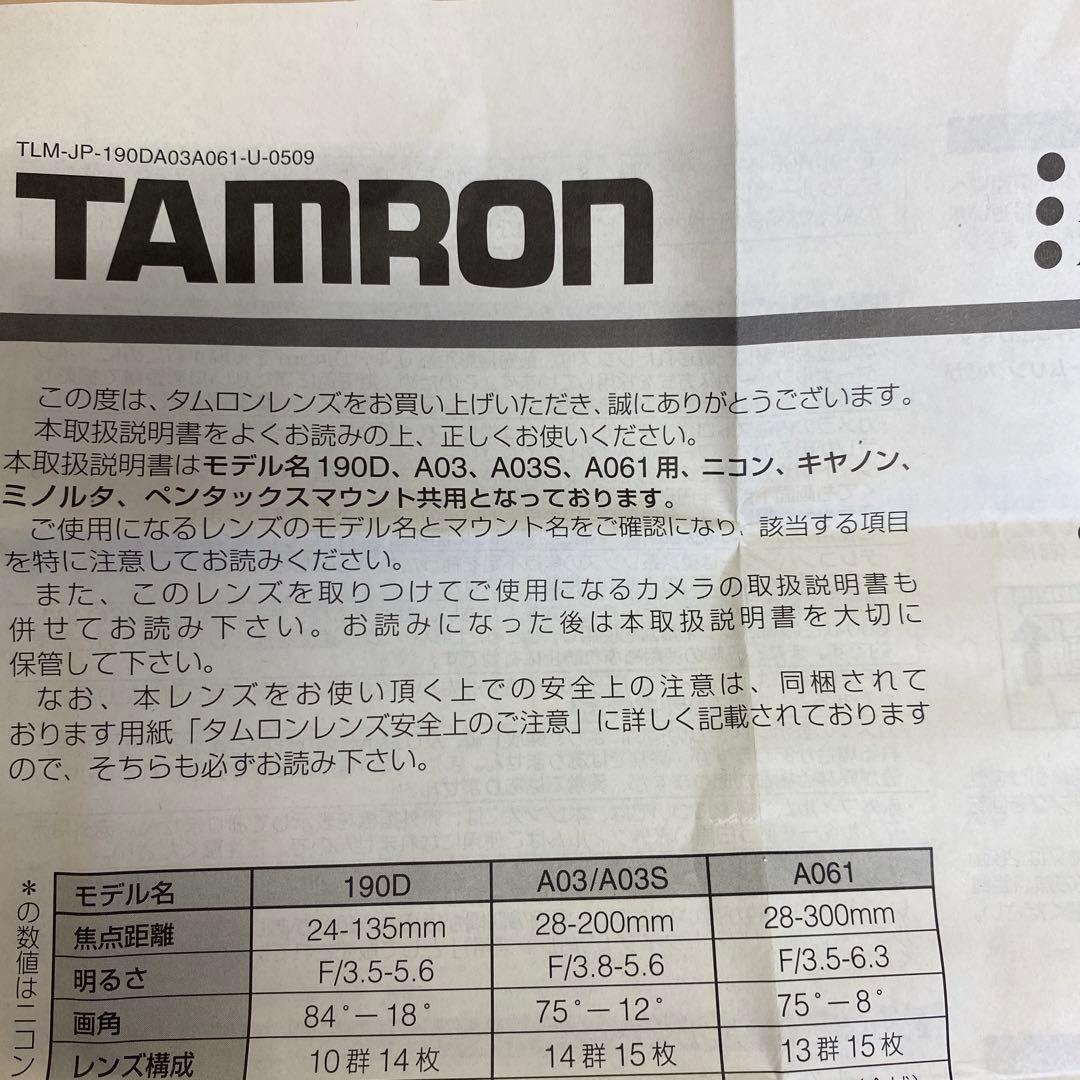 TLM-JP-190DA03A061-U-0509
TAMRON
この度は、タムロンレンズをお買い上げいただき、誠にありがとうございます。
本取扱説明書をよくお読みの上、正しくお使いください。
本取扱説明書はモデル名190D、A03、A03S、A061用、ニコン、キヤノン、
ミノルタ、ペンタックスマウント共用となっております。
ご使用になるレンズのモデル名とマウント名をご確認になり、該当する項目
を特に注意してお読みください。
また、このレンズを取りつけてご使用になるカメラの取扱説明書も
併せてお読み下さい。お読みになった後は本取扱説明書を大切に
保管して下さい。
なお、本レンズをお使い頂く上での安全上の注意は、同梱されて
おります用紙「タムロンレンズ安全上のご注意」に詳しく記載されております
ので、そちらも必ずお読み下さい。
モデル名 190D A03/A03S A061
焦点距離 24-135mm 28-200mm 28-300mm
明るさ F/3.5-5.6 F/3.8-5.6 F/3.5-6.3
画角 84°－18° 75°－12° 75°－8°
レンズ構成 10群14枚 14群15枚 13群15枚
＊の数値はニコン